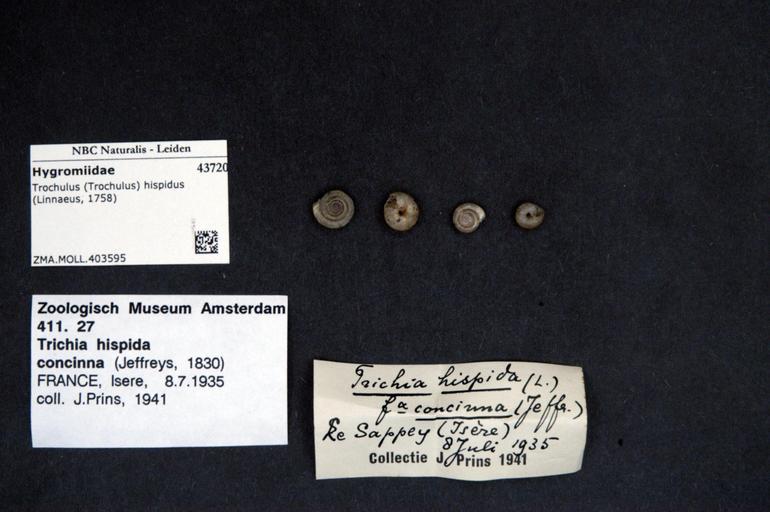 NBC Naturalis - Leiden
Hygromiidae 43720
Trochulus (Trochulus) hispidus
(Linnaeus, 1758)
ZMA.MOLL.403595
Zoologisch Museum Amsterdam
411. 27
Trichia hispida
concinna (Jeffreys, 1830)
FRANCE, Isere, 8.7.1935
coll. J.Prins, 1941
Trichia hispida (L.)
fa concinna (Jeffr.)
Le Sappey (Isère)
8 Juli 1935
Collectie J. Prins 1941